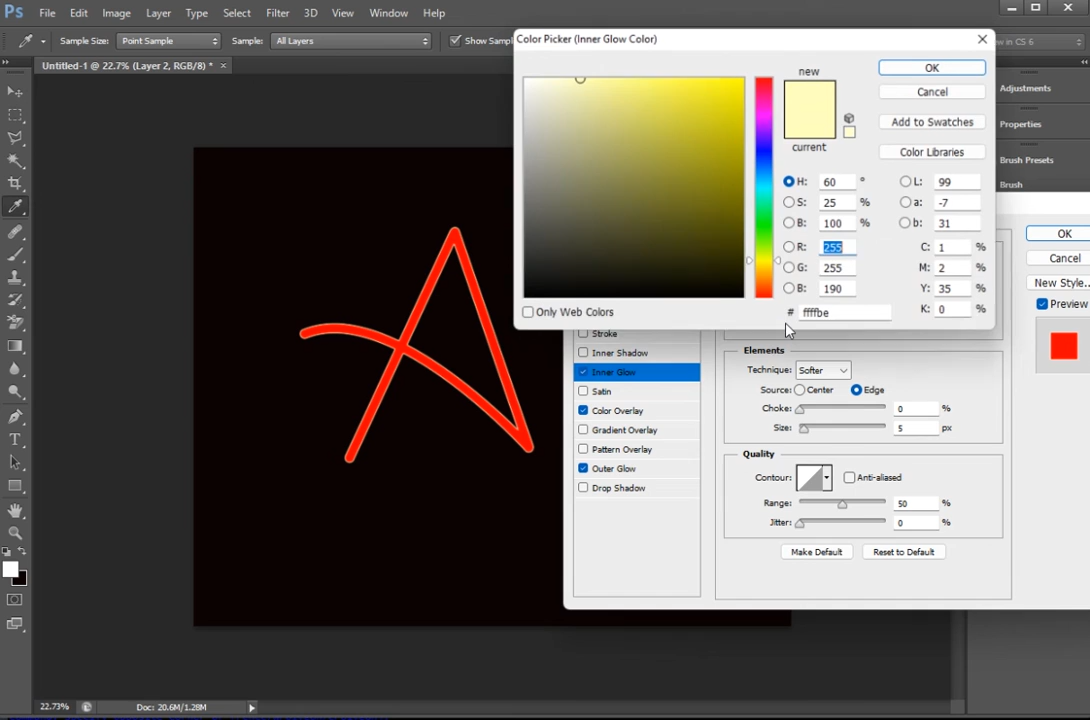 Ps File Edit Image Layer Type Select Filter 3D View Window Help
Sample Size: Point Sample Sample: All Layers Show Sampl
in CS 6
Untitled-1 @ 22.7% (Layer 2, RGB/8) * ×
Color Picker (Inner Glow Color)
new
current
OK
Cancel
Add to Swatches
Color Libraries
H: 60 °
S: 25 %
B: 100 %
R: 255
G: 255
B: 190
L: 99
a: -7
b: 31
C: 1 %
M: 2 %
Y: 35 %
K: 0 %
# ffffbe
Only Web Colors
Adjustments
Properties
Brush Presets
Brush
A
Stroke
Inner Shadow
Inner Glow
Satin
Color Overlay
Gradient Overlay
Pattern Overlay
Outer Glow
Drop Shadow
Elements
Technique: Softer
Source: Center Edge
Choke: 0 %
Size: 5 px
Quality
Contour: Anti-aliased
Range: 50 %
Jitter: 0 %
Make Default Reset to Default
OK
Cancel
New Style...
Preview
22.73% Doc: 20.6M/1.28M